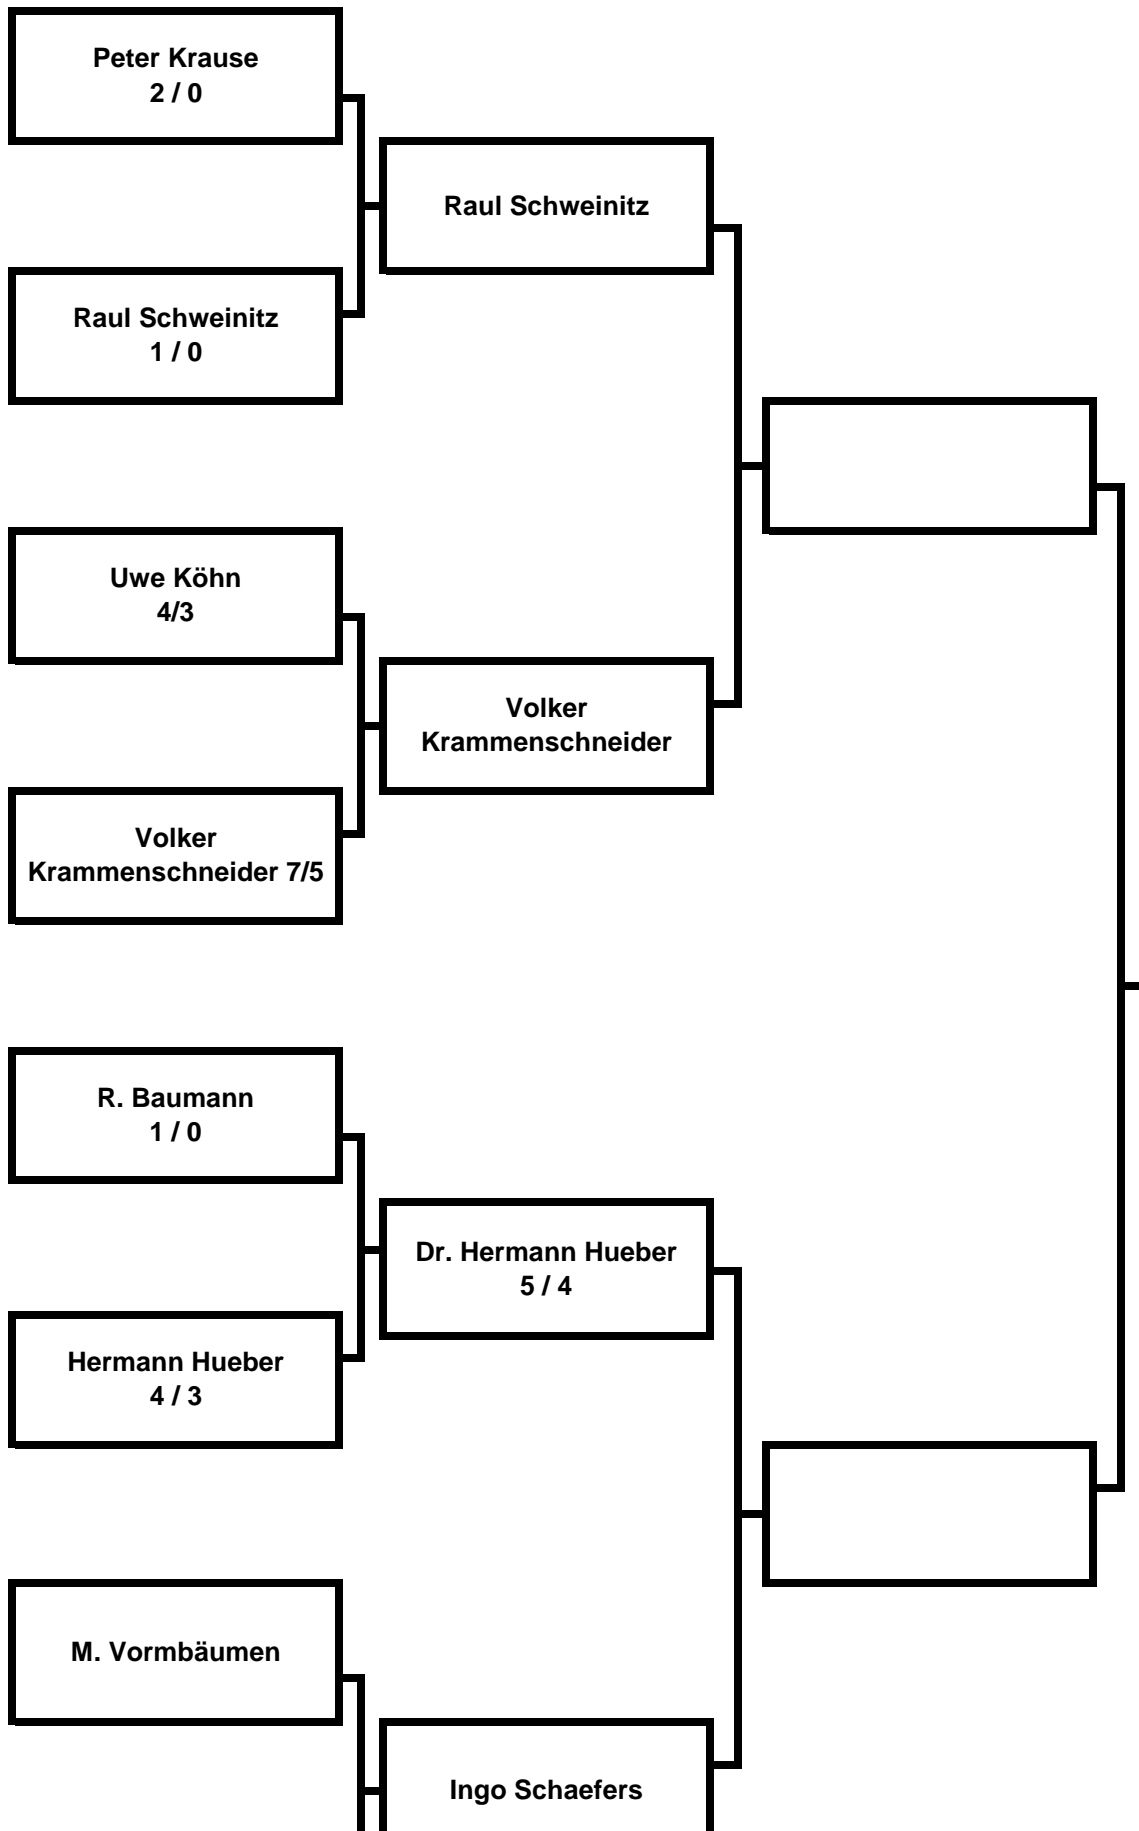 Peter Krause
2 / 0
Raul Schweinitz
Raul Schweinitz
1 / 0
Uwe Köhn
4/3
Volker
Krammenschneider
Volker
Krammenschneider 7/5
R. Baumann
1 / 0
Dr. Hermann Hueber
5 / 4
Hermann Hueber
4 / 3
M. Vormbäumen
Ingo Schaefers